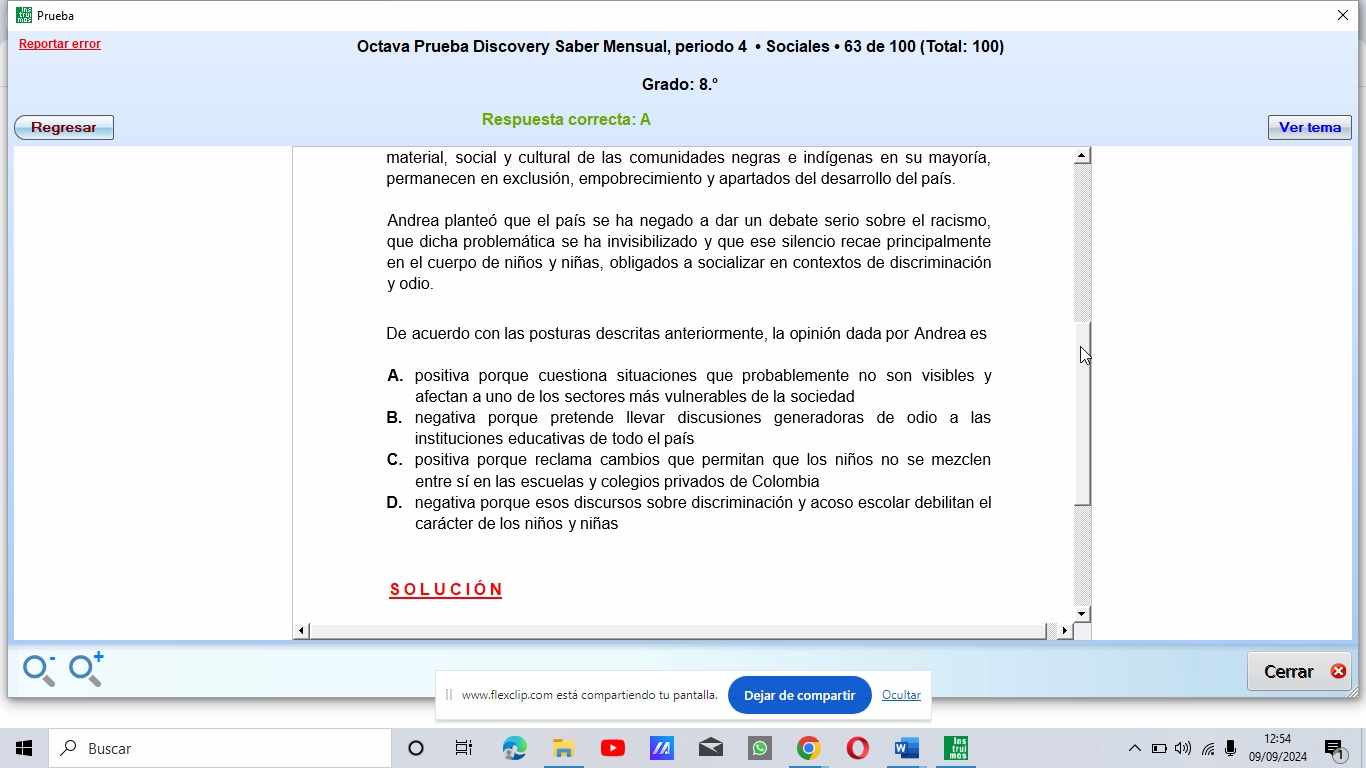 Ins trui mos Prueba
Reportar error
Octava Prueba Discovery Saber Mensual, periodo 4 • Sociales • 63 de 100 (Total: 100)
Grado: 8.°
Respuesta correcta: A
Regresar
Ver tema
material, social y cultural de las comunidades negras e indígenas en su mayoría,
permanecen en exclusión, empobrecimiento y apartados del desarrollo del país.
Andrea planteó que el país se ha negado a dar un debate serio sobre el racismo,
que dicha problemática se ha invisibilizado y que ese silencio recae principalmente
en el cuerpo de niños y niñas, obligados a socializar en contextos de discriminación
y odio.
De acuerdo con las posturas descritas anteriormente, la opinión dada por Andrea es
A. positiva porque cuestiona situaciones que probablemente no son visibles y
afectan a uno de los sectores más vulnerables de la sociedad
B. negativa porque pretende llevar discusiones generadoras de odio a las
instituciones educativas de todo el país
C. positiva porque reclama cambios que permitan que los niños no se mezclen
entre sí en las escuelas y colegios privados de Colombia
D. negativa porque esos discursos sobre discriminación y acoso escolar debilitan el
carácter de los niños y niñas
SOLUCIÓN
Cerrar
www.flexclip.com está compartiendo tu pantalla.
Dejar de compartir
Ocultar
Buscar
Ins
trui
mos
12:54
09/09/2024
1